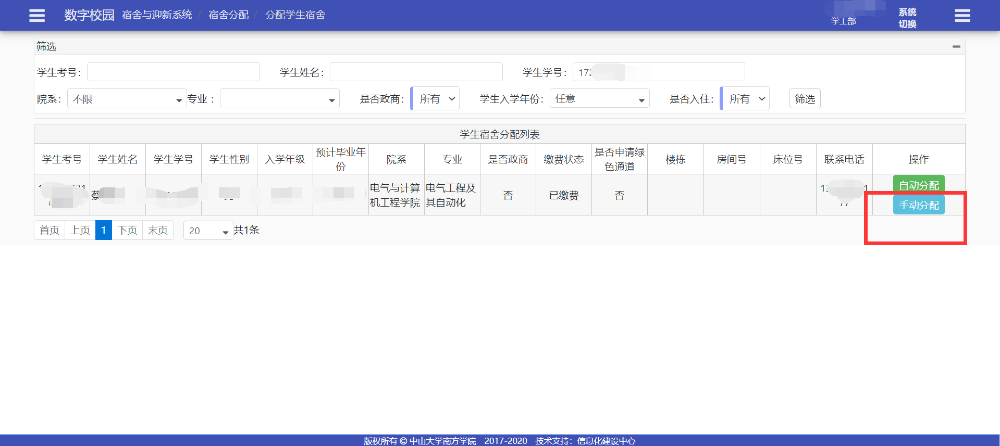 数字校园 宿舍与迎新系统 / 宿舍分配 / 分配学生宿舍
学工部
系统
切换
筛选
学生考号： 学生姓名： 学生学号： 172
院系： 不限 专业 ： 是否政商： 所有 学生入学年份： 任意 是否入住： 所有 筛选
学生宿舍分配列表
学生考号 学生姓名 学生学号 学生性别 入学年级 预计毕业年份 院系 专业 是否政商 缴费状态 是否申请绿色通道 楼栋 房间号 床位号 联系电话 操作
蔡 电气与计算机工程学院 电气工程及其自动化 否 已缴费 否 13 1 77 自动分配
手动分配
首页 上页 1 下页 末页 20 共1条
版权所有 © 中山大学南方学院 2017-2020 技术支持：信息化建设中心